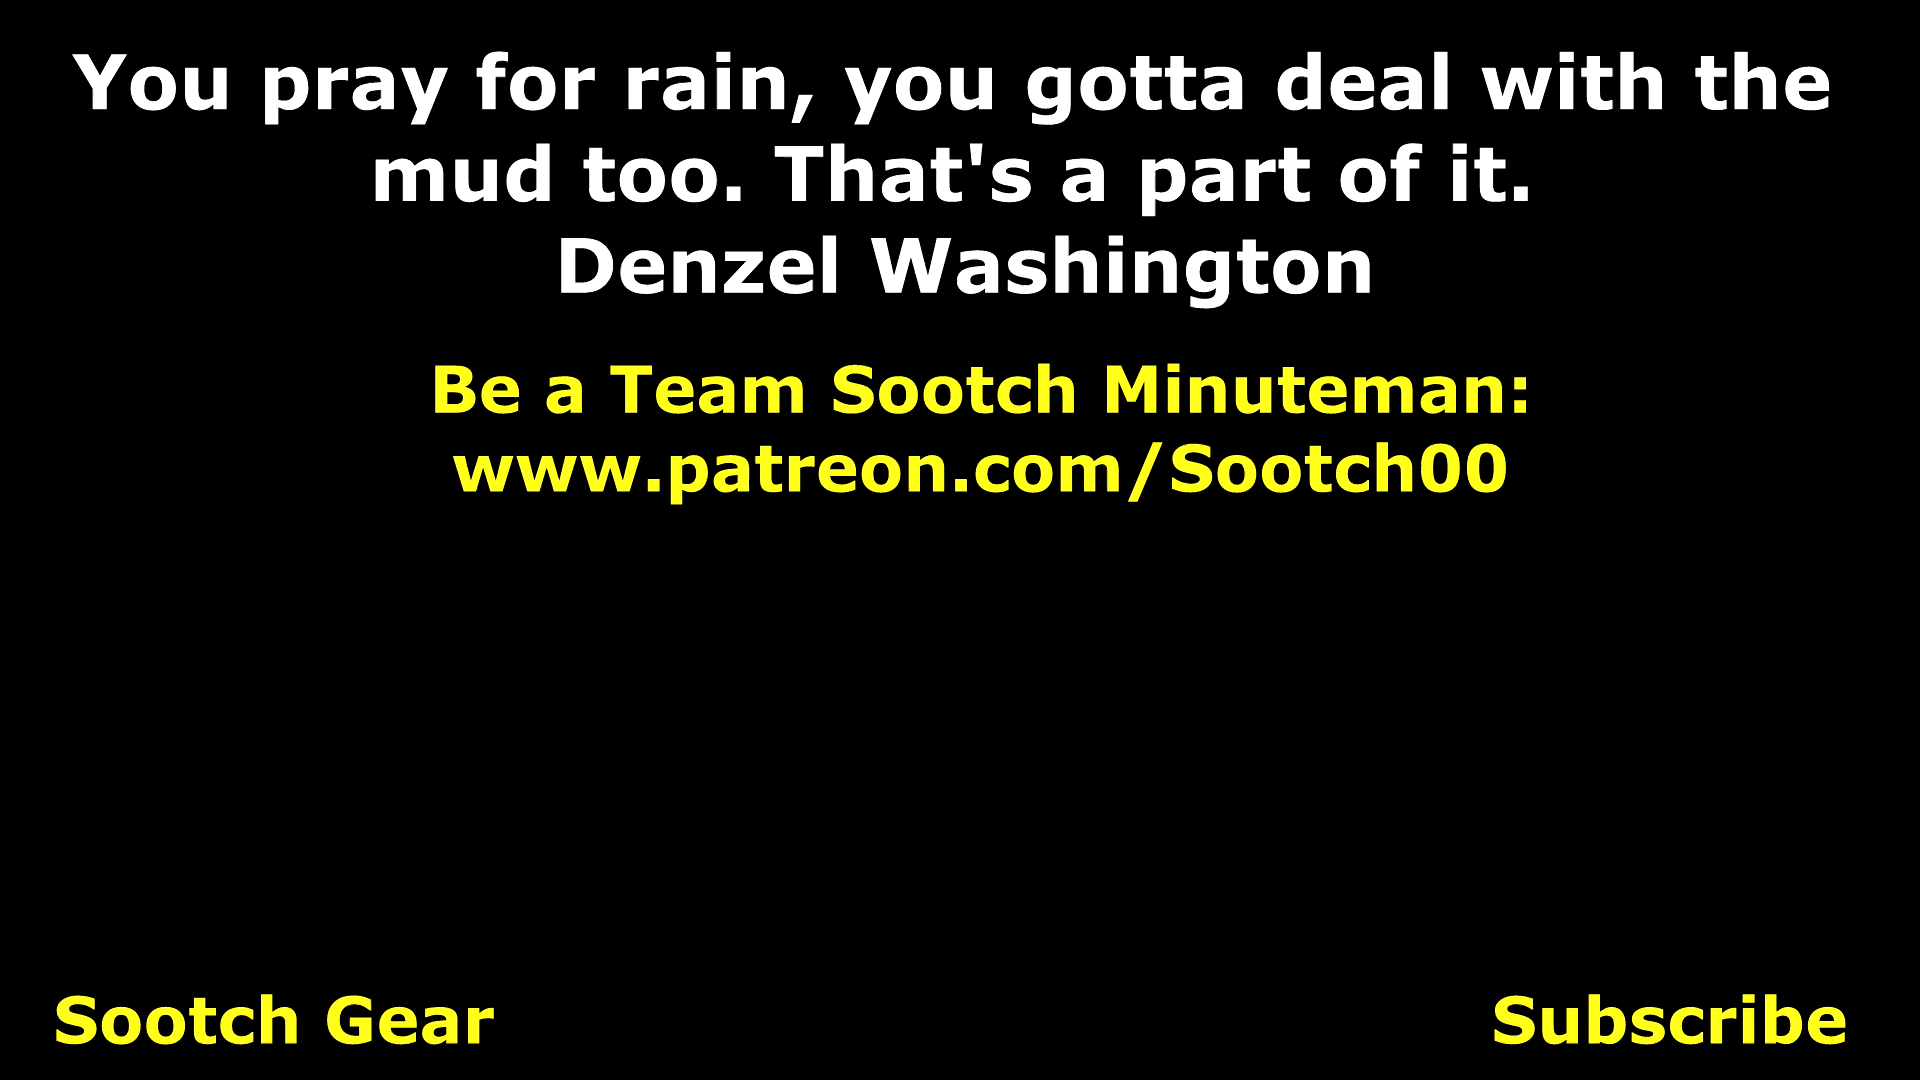 You pray for rain, you gotta deal with the
mud too. That's a part of it.
Denzel Washington
Be a Team Sootch Minuteman:
www.patreon.com/Sootch00
Sootch Gear
Subscribe